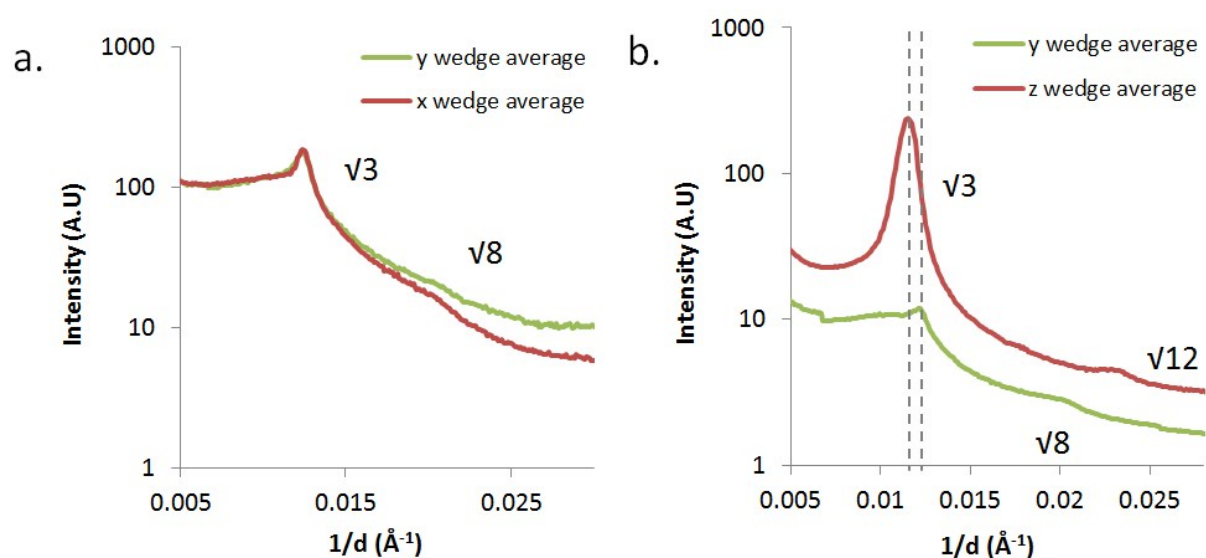 a.
1000
100
10
1
Intensity (A.U)
y wedge average
x wedge average
√3
√8
0.005
0.015
0.025
1/d (Å⁻¹)
b.
1000
100
10
1
Intensity (A.U)
y wedge average
z wedge average
√3
√12
√8
0.005
0.01
0.015
0.02
0.025
1/d (Å⁻¹)